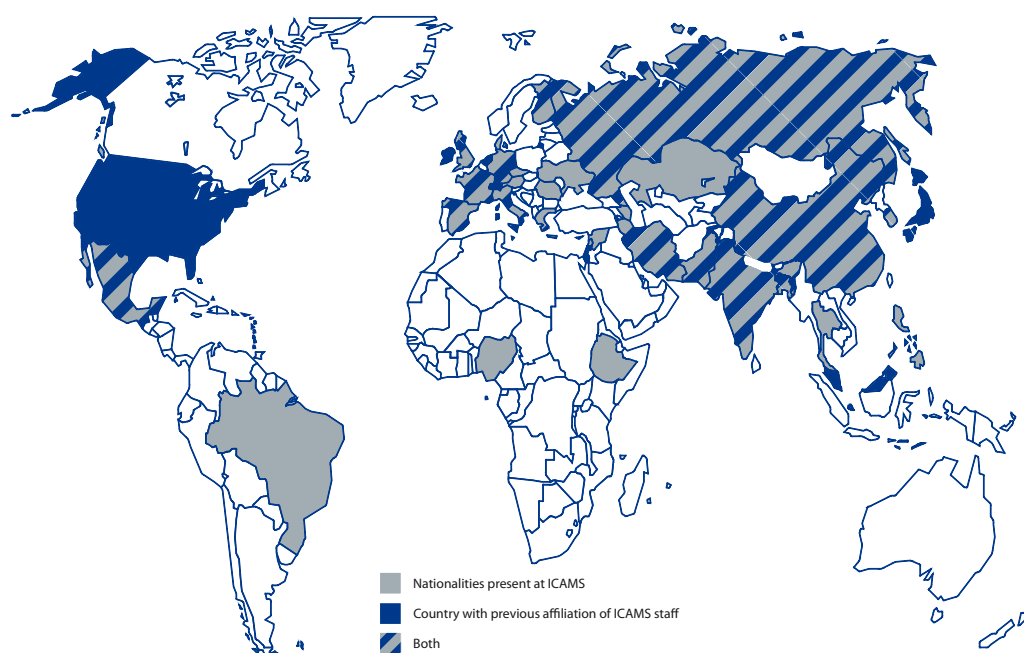 Nationalities present at ICAMS
Country with previous affiliation of ICAMS staff
Both